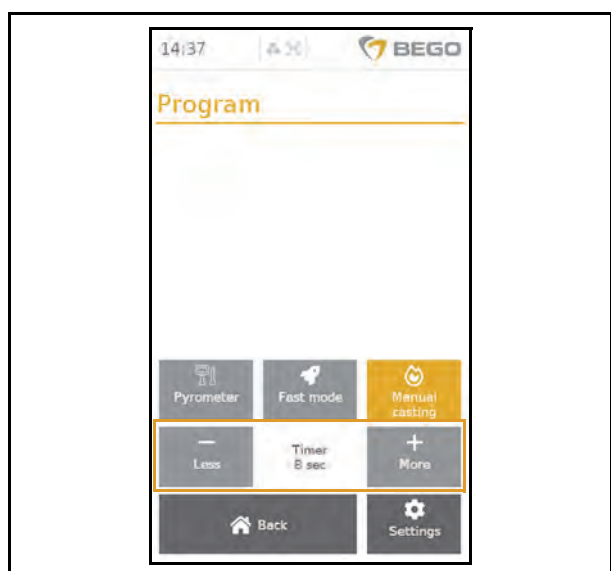 14:37
BEGO
Program
Pyrometer
Fast mode
Manual
casting
Less
Timer
8 sec
More
Back
Settings